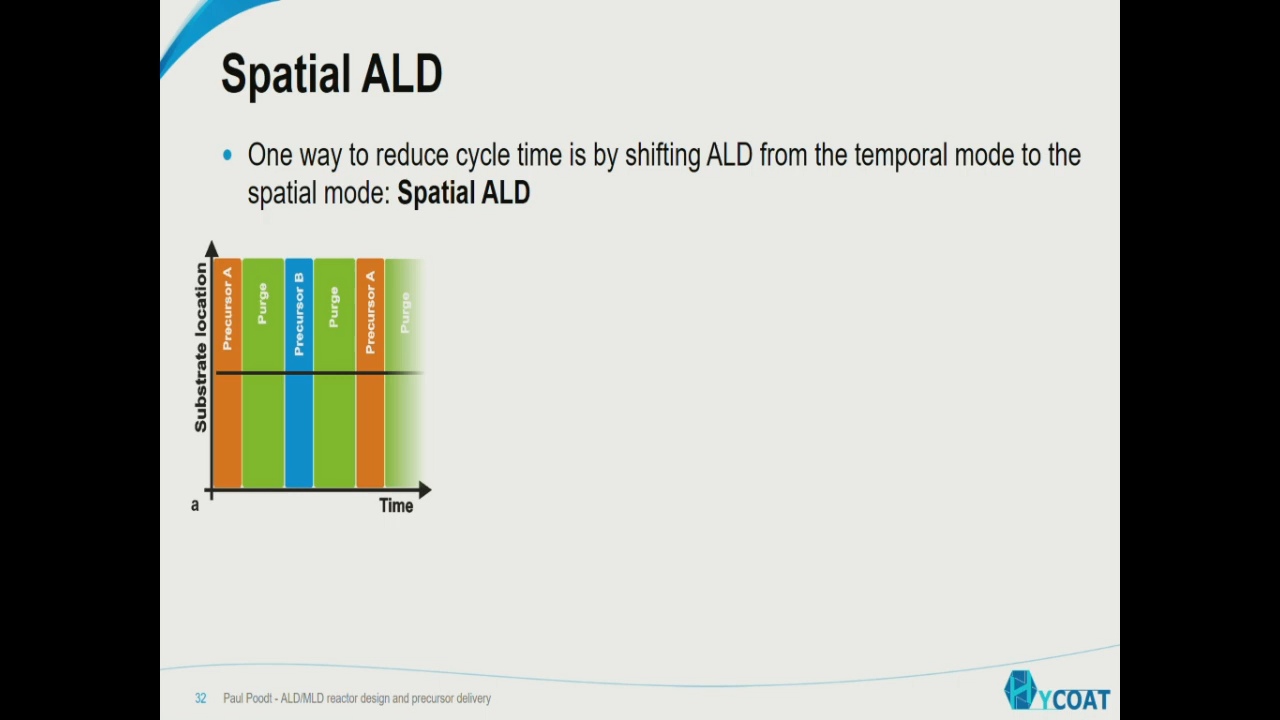 Spatial ALD
• One way to reduce cycle time is by shifting ALD from the temporal mode to the
spatial mode: Spatial ALD
Substrate location
Precursor A
Purge
Precursor B
Purge
Precursor A
Purge
a
Time
32 Paul Poodt - ALD/MLD reactor design and precursor delivery
HYCOAT